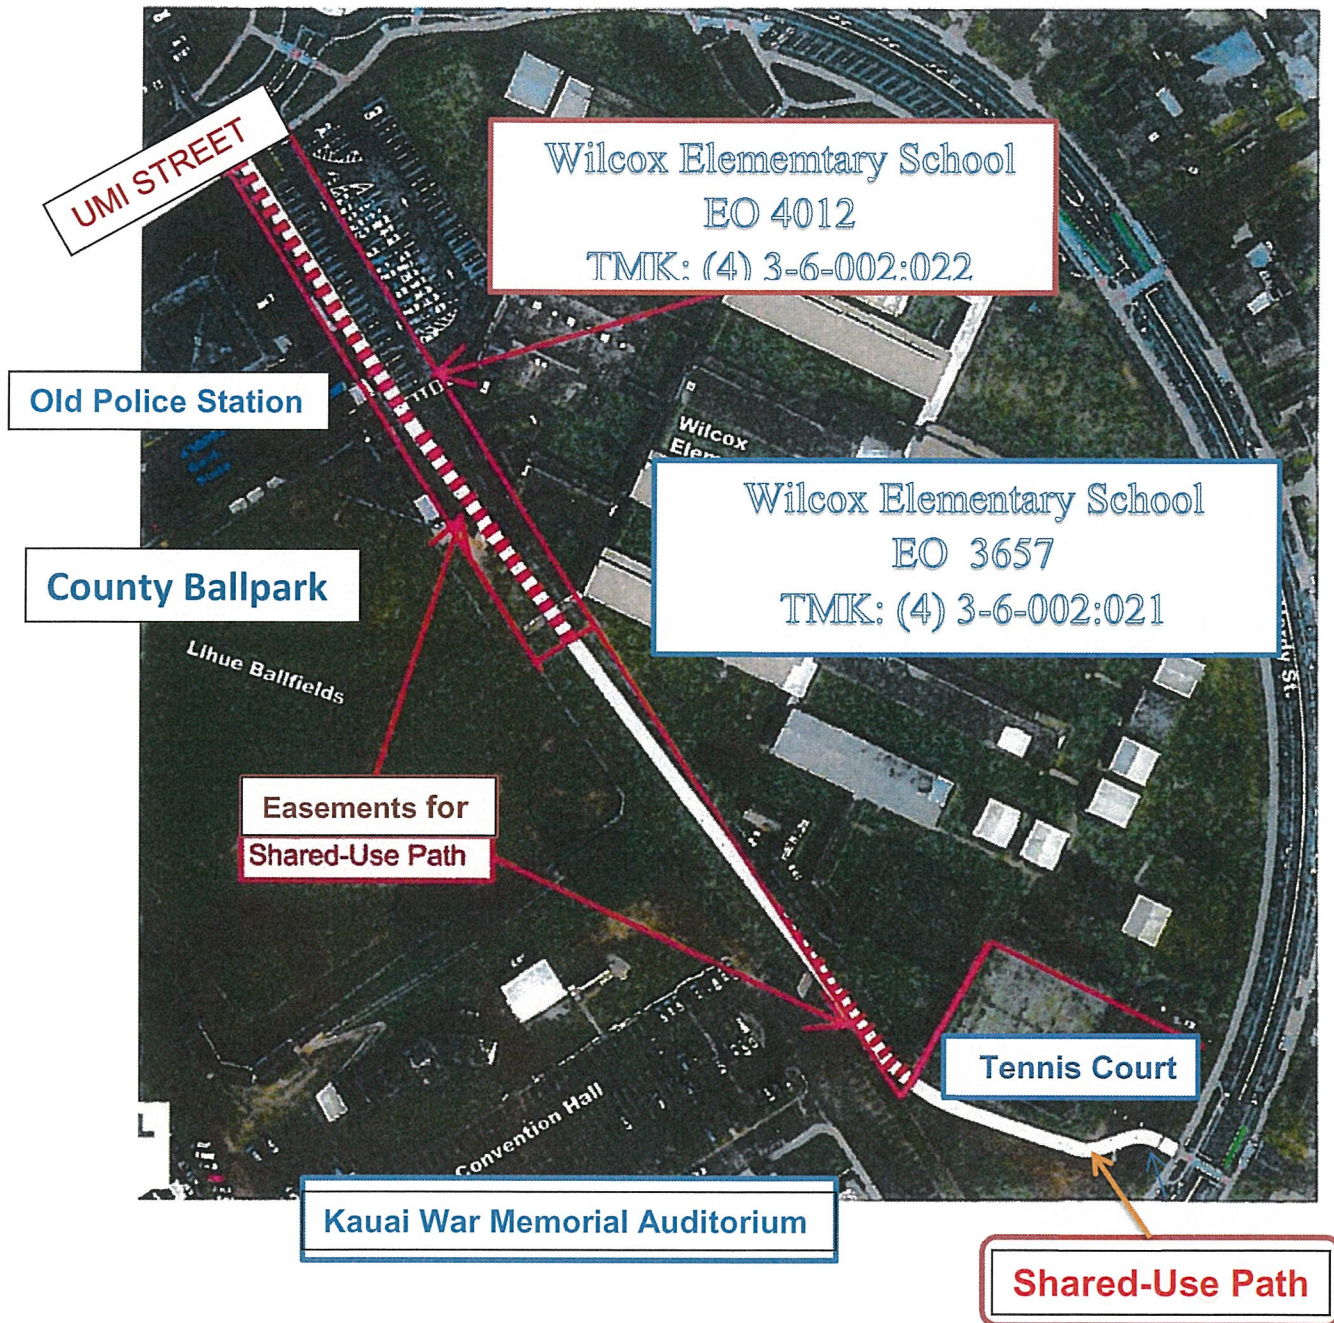 UMI STREET
Wilcox Elememtary School
EO 4012
TMK: (4) 3-6-002:022
Old Police Station
Wilcox
Elem
Wilcox Elementary School
EO 3657
TMK: (4) 3-6-002:021
County Ballpark
Lihue Ballfields
Easements for
Shared-Use Path
Tennis Court
Convention Hall
L
Kauai War Memorial Auditorium
Shared-Use Path